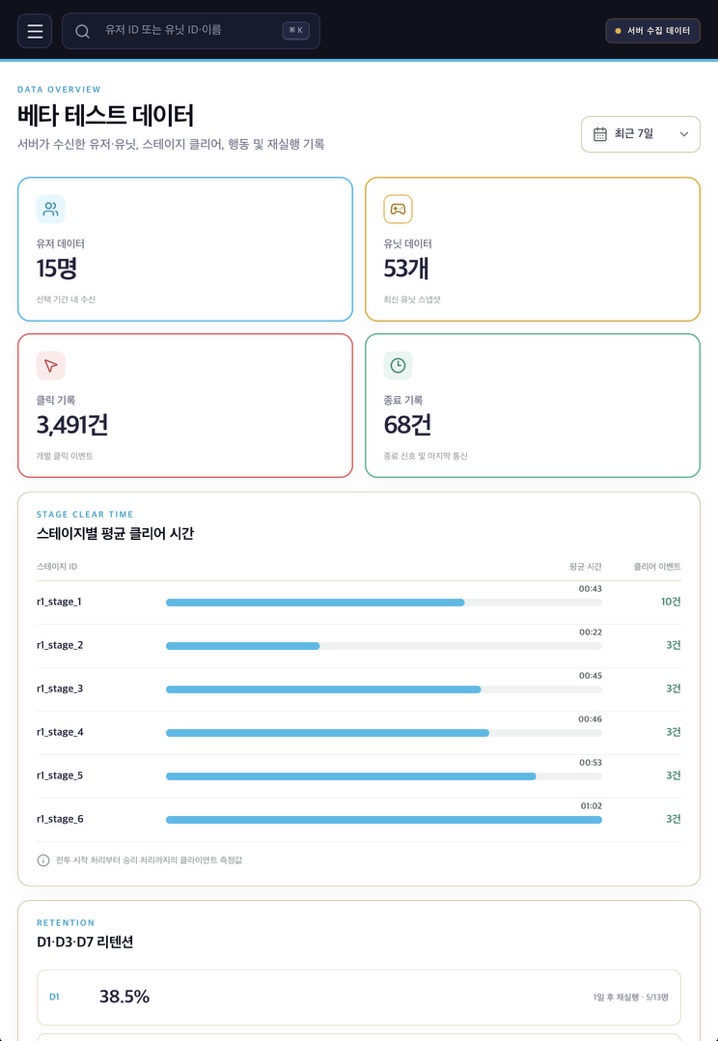 유저 ID 또는 유닛 ID·이름
⌘ K
서버 수집 데이터
DATA OVERVIEW
베타 테스트 데이터
서버가 수신한 유저·유닛, 스테이지 클리어, 행동 및 재실행 기록
최근 7일
유저 데이터
15명
선택 기간 내 수신
유닛 데이터
53개
최신 유닛 스냅샷
클릭 기록
3,491건
개별 클릭 이벤트
종료 기록
68건
종료 신호 및 마지막 통신
STAGE CLEAR TIME
스테이지별 평균 클리어 시간
스테이지 ID 평균 시간 클리어 이벤트
r1_stage_1 00:43 10건
r1_stage_2 00:22 3건
r1_stage_3 00:45 3건
r1_stage_4 00:46 3건
r1_stage_5 00:53 3건
r1_stage_6 01:02 3건
전투 시작 처리부터 승리 처리까지의 클라이언트 측정값
RETENTION
D1·D3·D7 리텐션
D1 38.5% 1일 후 재실행 · 5/13명